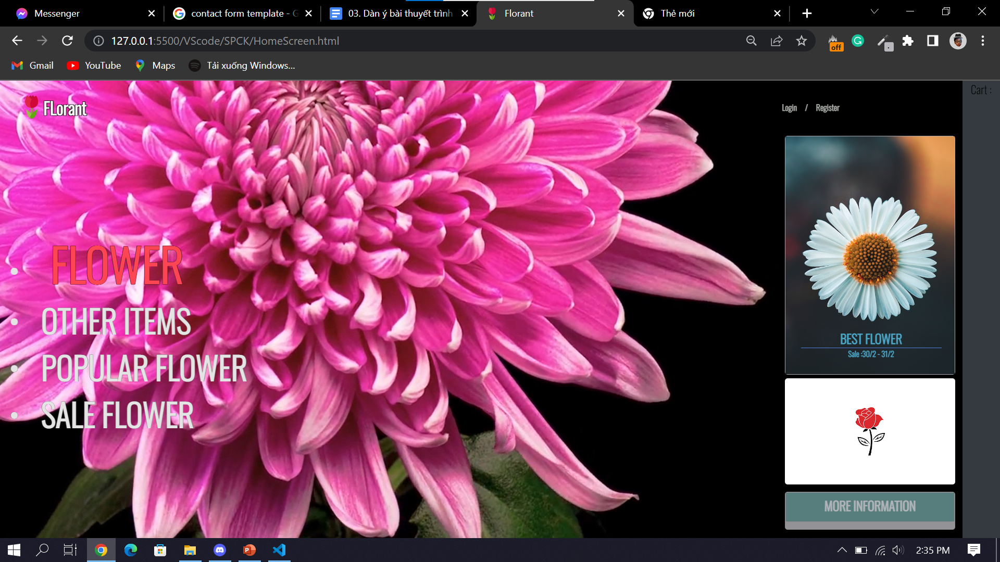 Messenger
contact form template - G
03. Dàn ý bài thuyết trình
Florant
Thẻ mới
127.0.0.1:5500/VScode/SPCK/HomeScreen.html
off
Gmail
YouTube
Maps
Tải xuống Windows...
FLorant
Login / Register
Cart :
FLOWER
OTHER ITEMS
POPULAR FLOWER
SALE FLOWER
BEST FLOWER
Sale :30/2 - 31/2
MORE INFORMATION
2:35 PM